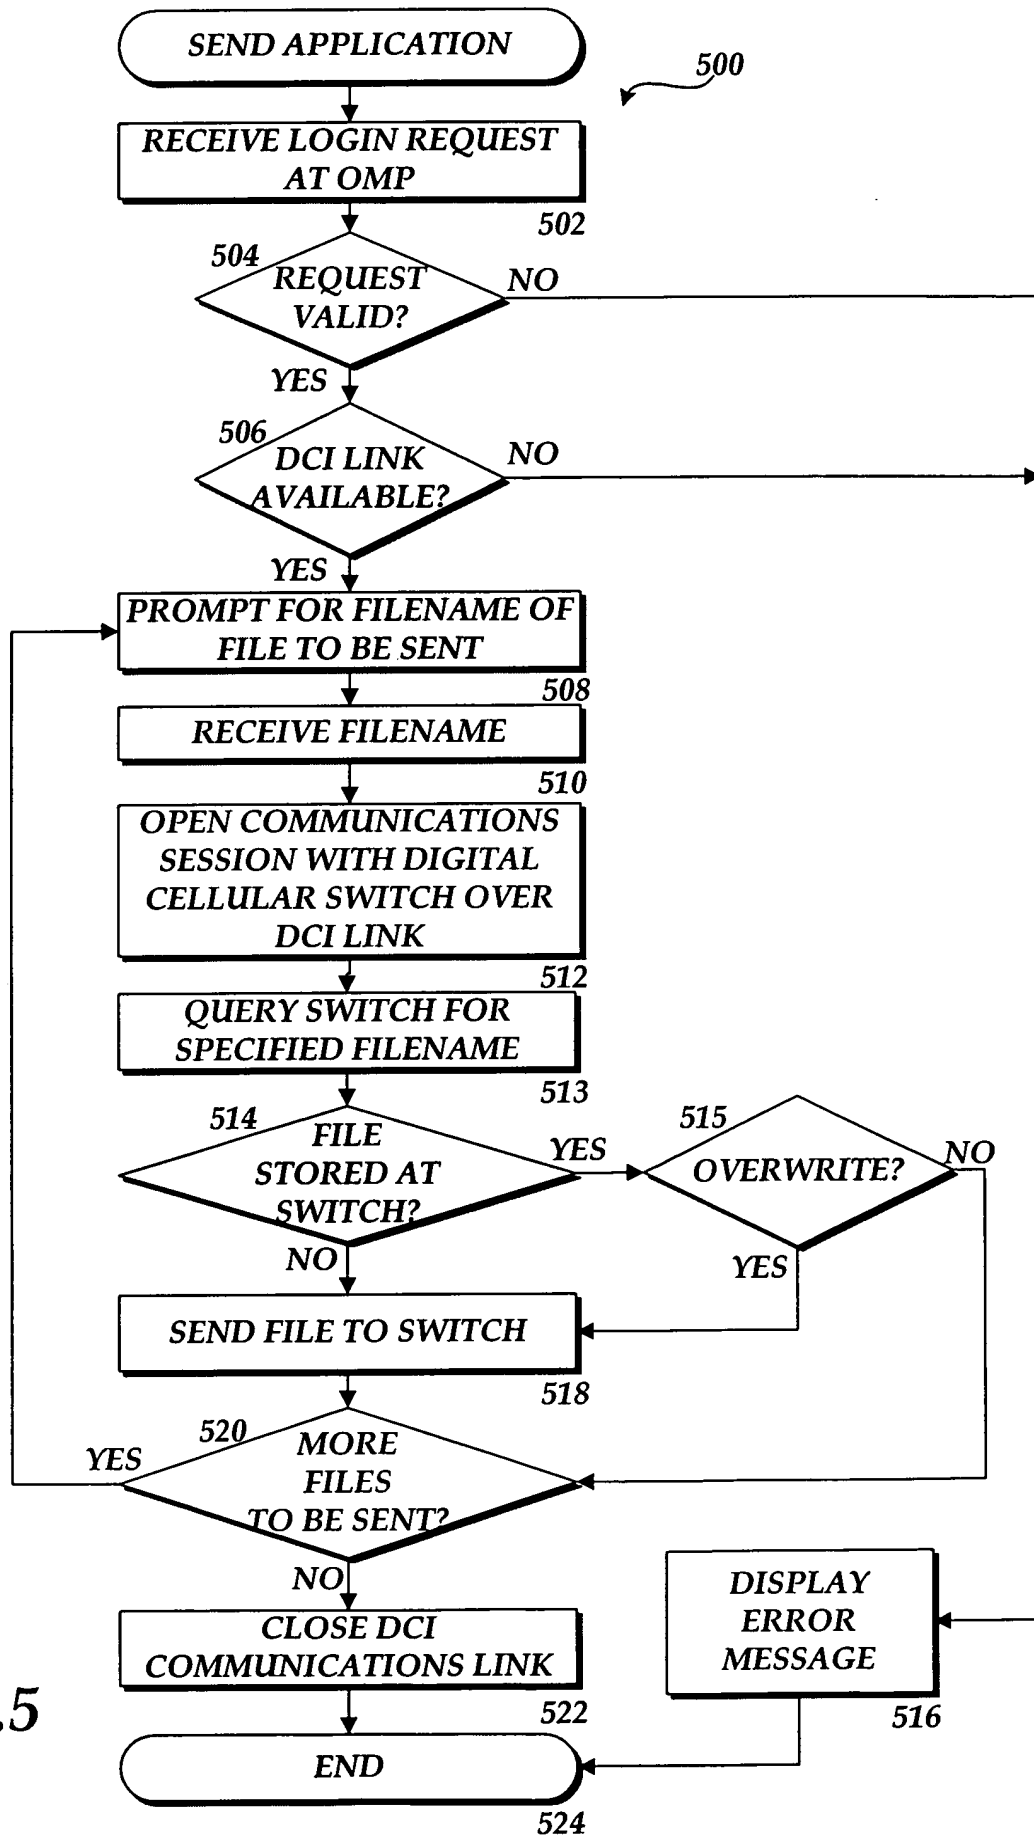 SEND APPLICATION
500
RECEIVE LOGIN REQUEST
AT OMP
502
504
REQUEST
VALID?
NO
YES
506
DCI LINK
AVAILABLE?
NO
YES
PROMPT FOR FILENAME OF
FILE TO BE SENT
508
RECEIVE FILENAME
510
OPEN COMMUNICATIONS
SESSION WITH DIGITAL
CELLULAR SWITCH OVER
DCI LINK
512
QUERY SWITCH FOR
SPECIFIED FILENAME
513
514
FILE
STORED AT
SWITCH?
YES
NO
515
OVERWRITE?
NO
YES
SEND FILE TO SWITCH
518
520
MORE
FILES
TO BE SENT?
YES
NO
CLOSE DCI
COMMUNICATIONS LINK
522
DISPLAY
ERROR
MESSAGE
516
.5
END
524